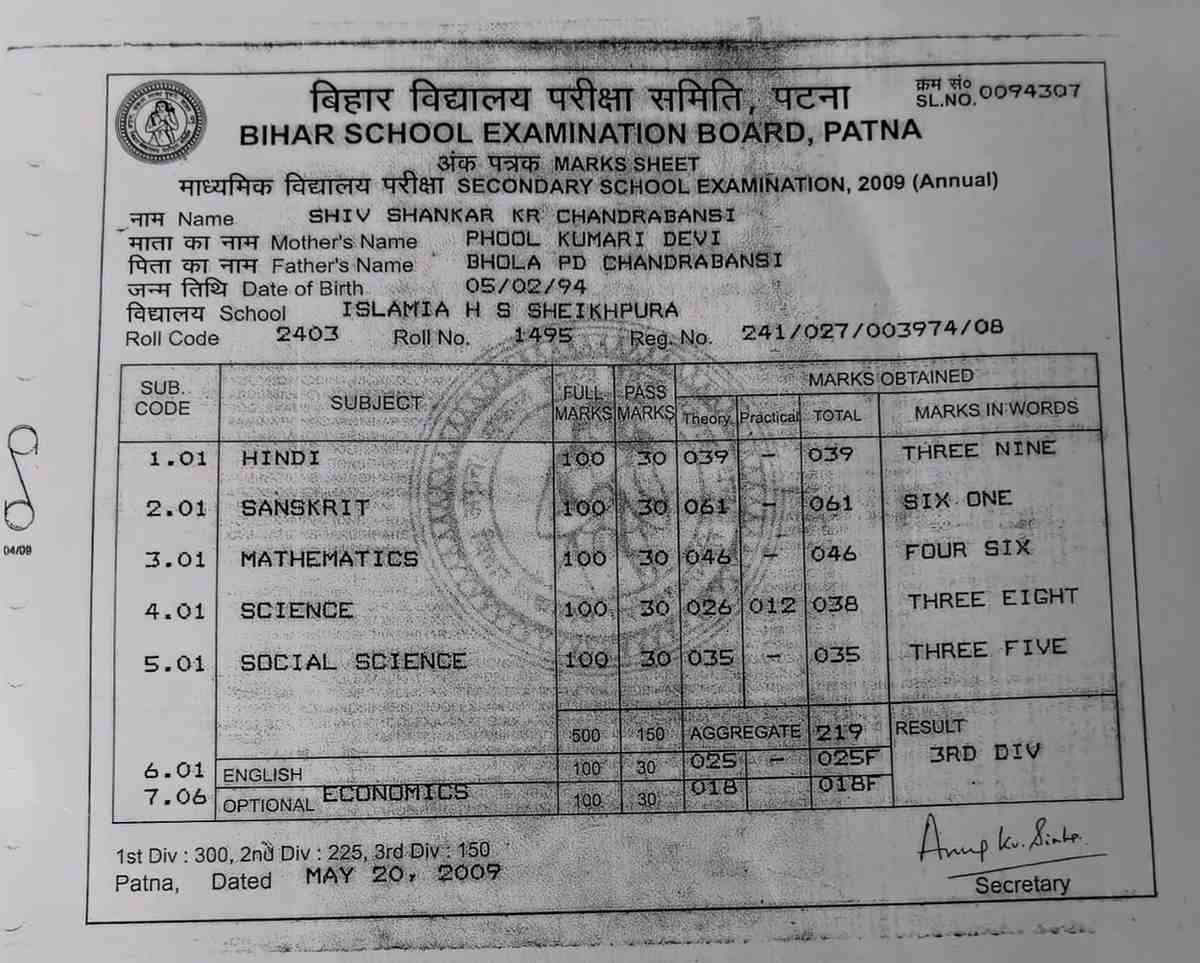 बिहार विद्यालय परीक्षा समिति, पटना
क्रम सं०
SL.NO. 0094307
BIHAR SCHOOL EXAMINATION BOARD, PATNA
अंक पत्रक MARKS SHEET
माध्यमिक विद्यालय परीक्षा SECONDARY SCHOOL EXAMINATION, 2009 (Annual)
नाम Name SHIV SHANKAR KR CHANDRABANSI
माता का नाम Mother's Name PHOOL KUMARI DEVI
पिता का नाम Father's Name BHOLA PD CHANDRABANSI
जन्म तिथि Date of Birth 05/02/94
विद्यालय School ISLAMIA H S SHEIKHPURA
Roll Code 2403 Roll No. 1495 Reg. No. 241/027/003974/08
SUB. CODE SUBJECT FULL MARKS PASS MARKS MARKS OBTAINED
Theory Practical TOTAL MARKS IN WORDS
1.01 HINDI 100 30 039 - 039 THREE NINE
2.01 SANSKRIT 100 30 061 - 061 SIX ONE
3.01 MATHEMATICS 100 30 046 - 046 FOUR SIX
4.01 SCIENCE 100 30 026 012 038 THREE EIGHT
5.01 SOCIAL SCIENCE 100 30 035 - 035 THREE FIVE
500 150 AGGREGATE 219 RESULT
3RD DIV
6.01 ENGLISH 100 30 025 - 025F
7.06 OPTIONAL ECONOMICS 100 30 018 018F
04/09
1st Div : 300, 2nd Div : 225, 3rd Div : 150
Patna, Dated MAY 20, 2009
Anup Kr. Sinha
Secretary